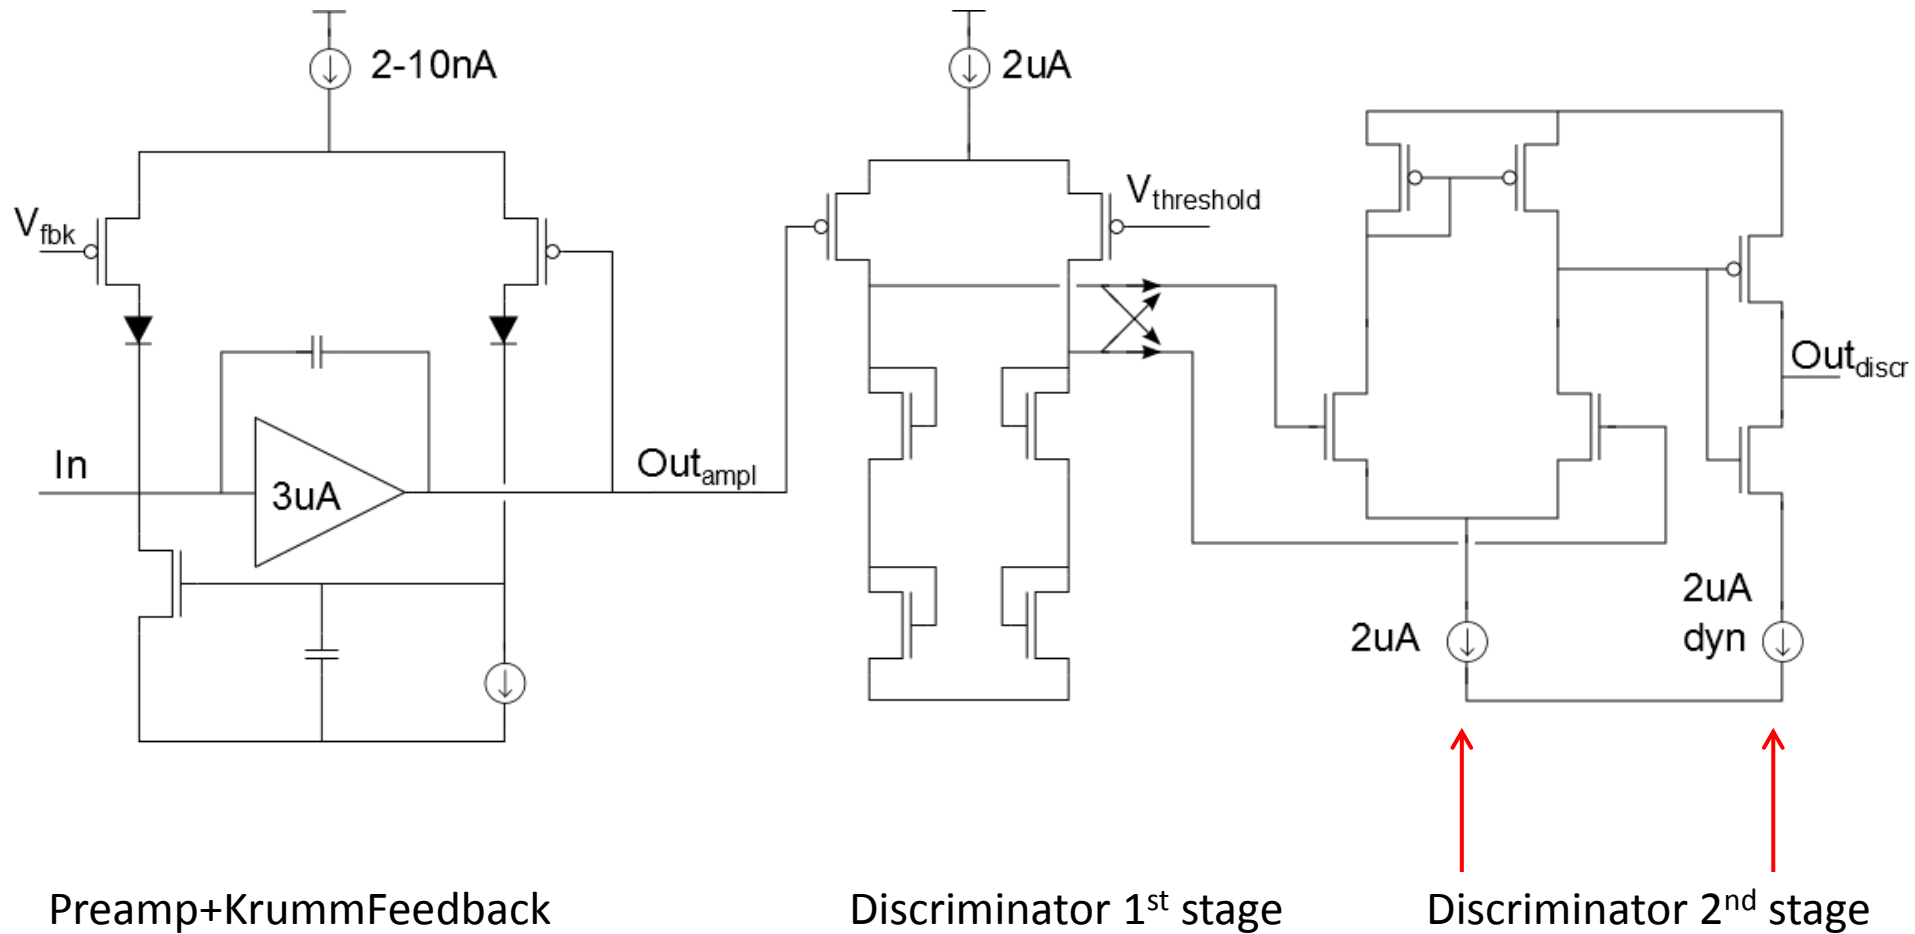 2-10nA
2uA
V_fbk
V_threshold
Out_discr
In
3uA
Out_ampl
2uA
2uA
dyn
Preamp+KrummFeedback
Discriminator 1st stage
Discriminator 2nd stage